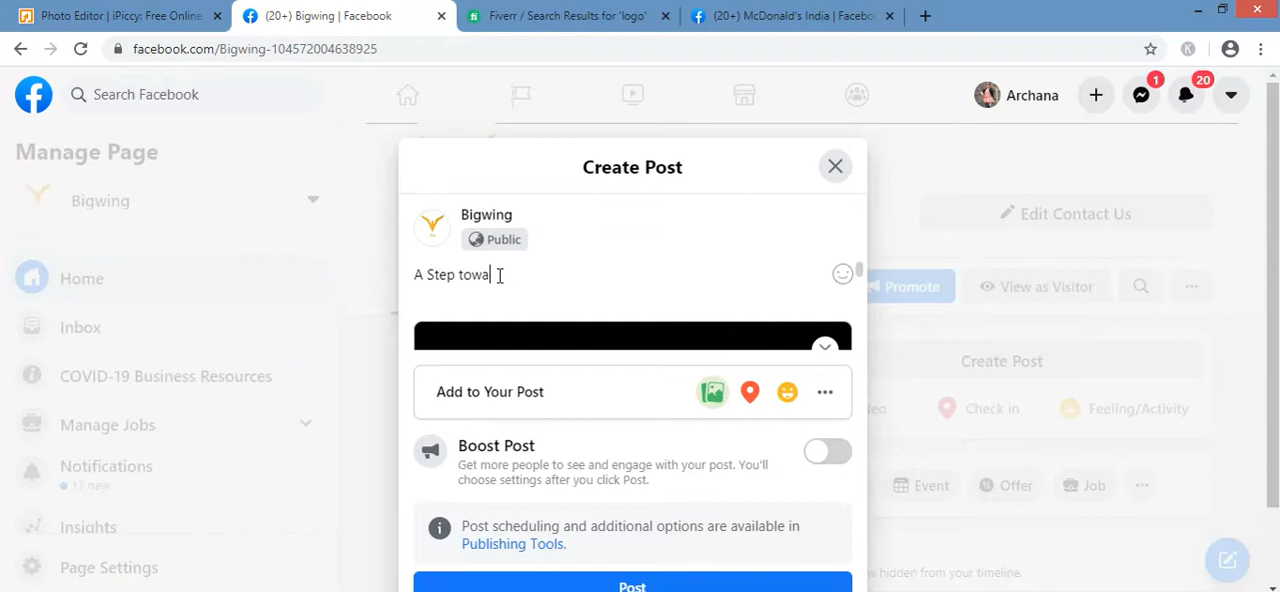 Photo Editor | iPiccy: Free Online
(20+) Bigwing | Facebook
Fiverr / Search Results for 'logo'
(20+) McDonald's India | Facebo
facebook.com/Bigwing-104572004638925
K
Search Facebook
Archana
1
20
Manage Page
Bigwing
Home
Inbox
COVID-19 Business Resources
Manage Jobs
Notifications
17 new
Insights
Page Settings
Create Post
Bigwing
Public
A Step towa
Add to Your Post
Boost Post
Get more people to see and engage with your post. You'll
choose settings after you click Post.
Post scheduling and additional options are available in
Publishing Tools.
Post
Edit Contact Us
Promote
View as Visitor
Create Post
Check in
Feeling/Activity
Event
Offer
Job
hidden from your timeline.